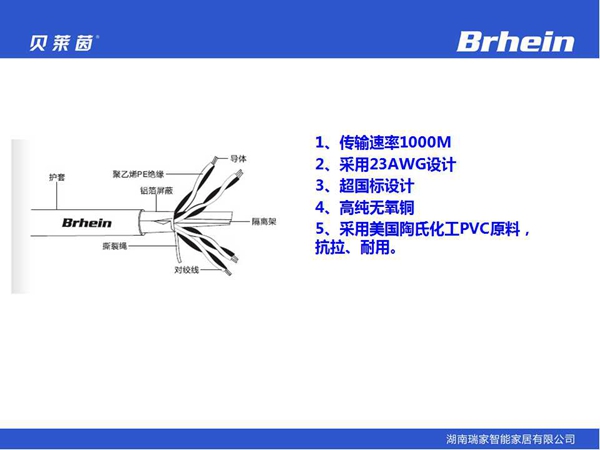 贝莱茵®
Brhein
1、传输速率1000M
2、采用23AWG设计
3、超国标设计
4、高纯无氧铜
5、采用美国陶氏化工PVC原料，
抗拉、耐用。
导体
聚乙烯PE绝缘
护套
铝箔屏蔽
Brhein
隔离架
撕裂绳
对绞线
湖南瑞家智能家居有限公司